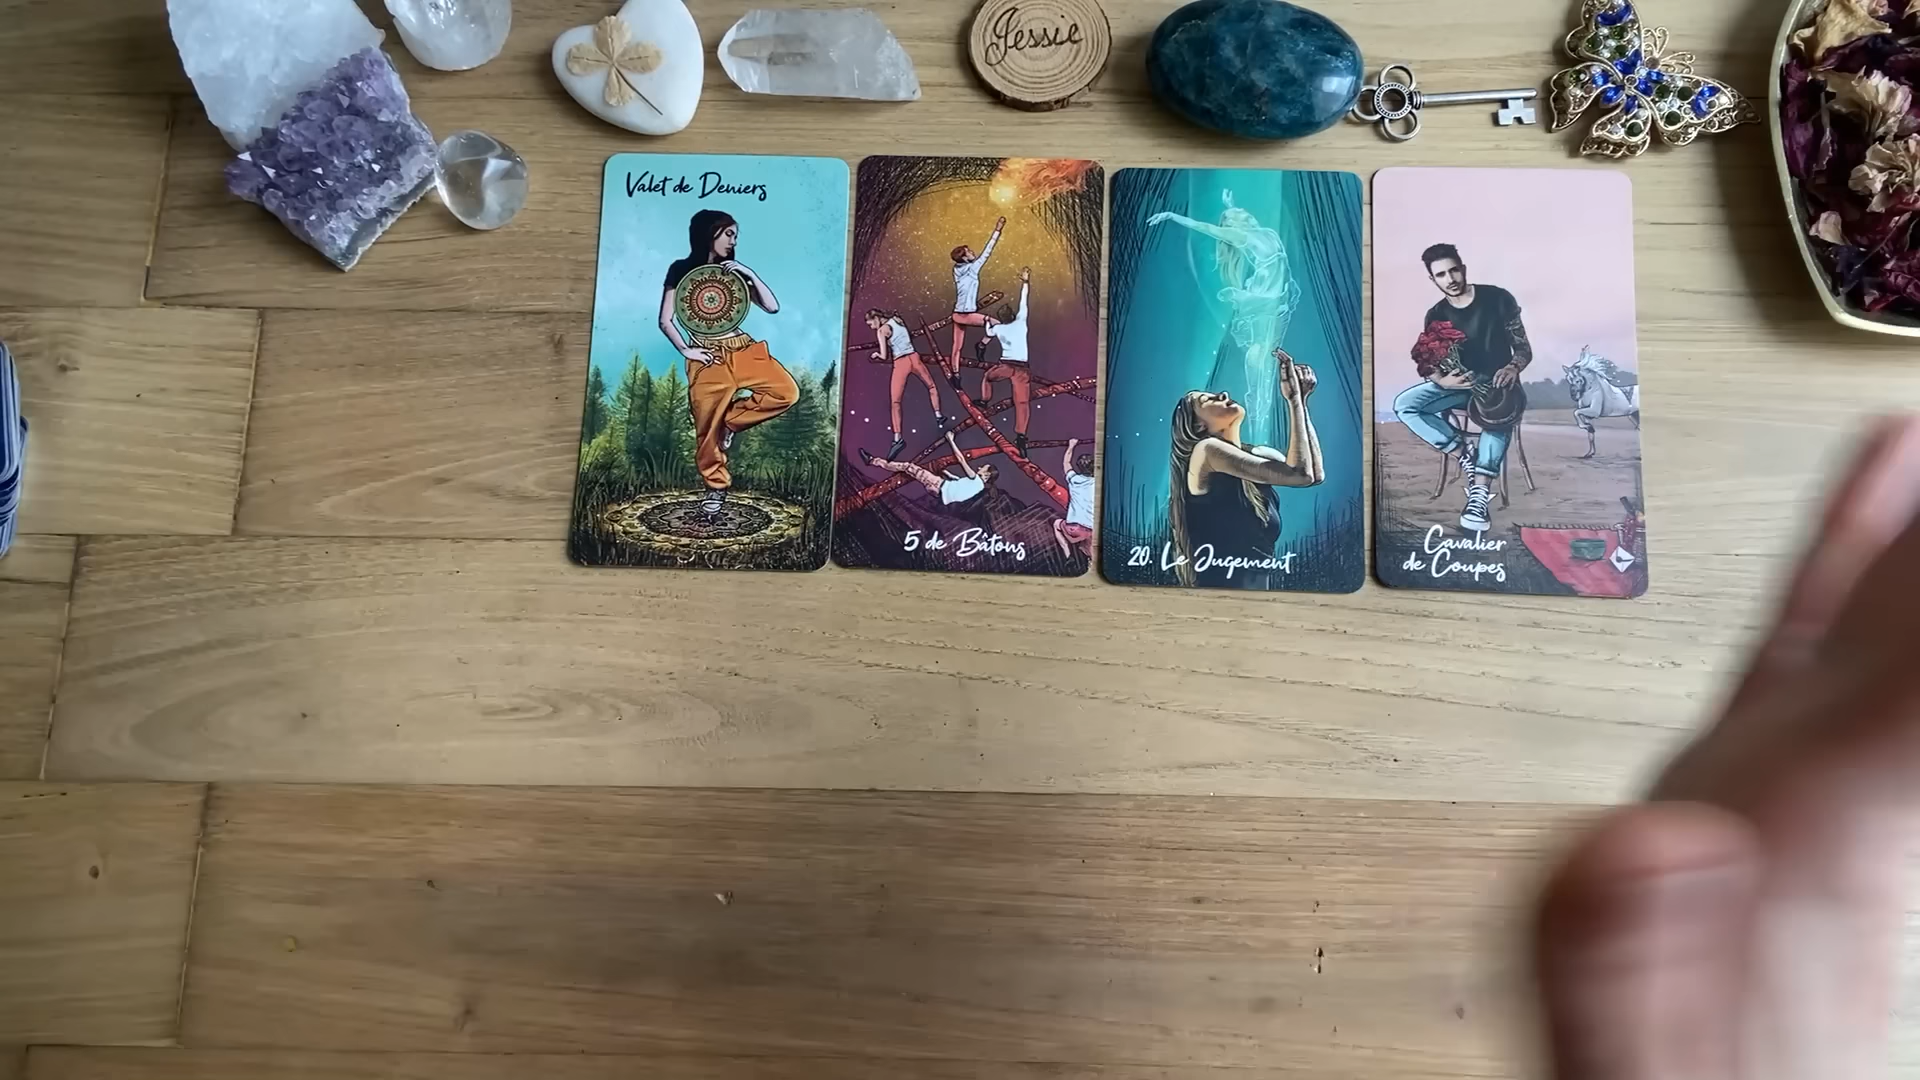 Jessie
Valet de Deniers
5 de Bâtons
20. Le Jugement
Cavalier
de Coupes